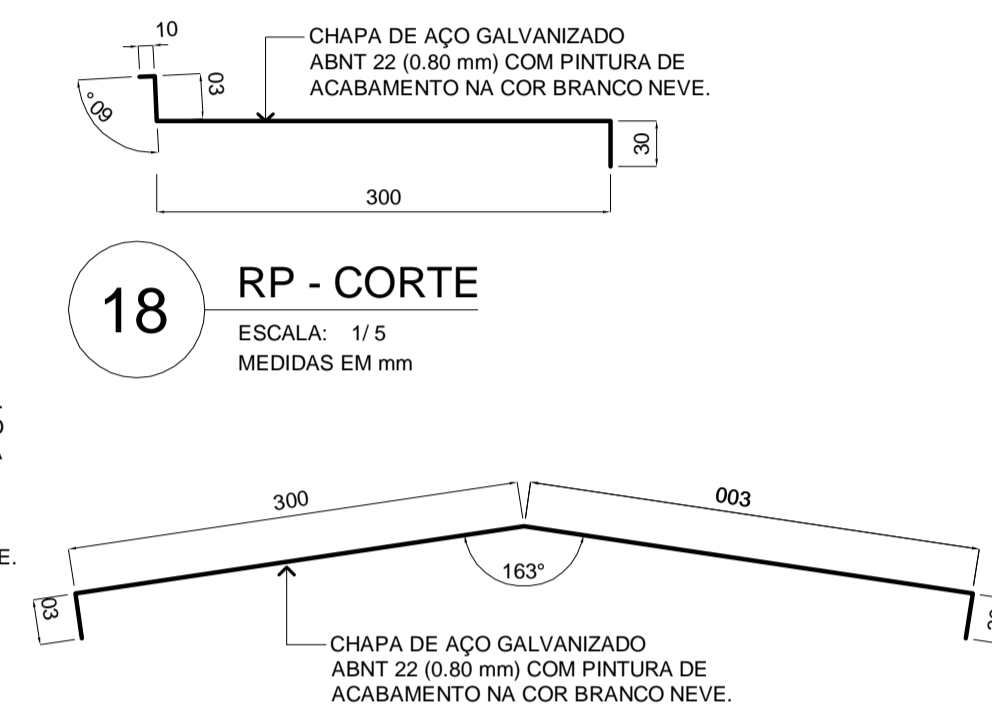 10
CHAPA DE AÇO GALVANIZADO
ABNT 22 (0.80 mm) COM PINTURA DE
ACABAMENTO NA COR BRANCO NEVE.
03
°09
30
300
18
RP - CORTE
ESCALA: 1/ 5
MEDIDAS EM mm
300
003
E.
163°
03
CHAPA DE AÇO GALVANIZADO
ABNT 22 (0.80 mm) COM PINTURA DE
ACABAMENTO NA COR BRANCO NEVE.